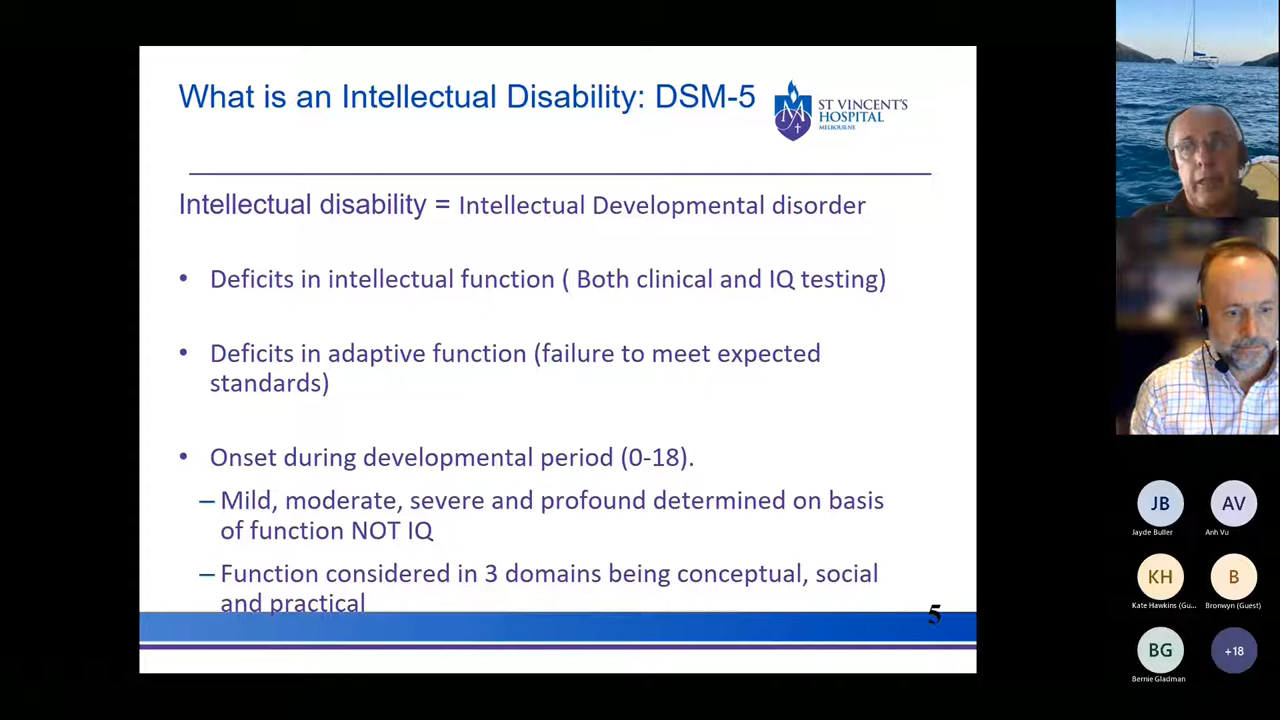 What is an Intellectual Disability: DSM-5
ST VINCENT'S
HOSPITAL
MELBOURNE
Intellectual disability = Intellectual Developmental disorder
• Deficits in intellectual function ( Both clinical and IQ testing)
• Deficits in adaptive function (failure to meet expected
standards)
• Onset during developmental period (0-18).
– Mild, moderate, severe and profound determined on basis
of function NOT IQ
– Function considered in 3 domains being conceptual, social
and practical
5
JB
AV
Jayde Buller
Anh Vu
KH
B
Kate Hawkins (Gu...
Bronwyn (Guest)
BG
+18
Bernie Gladman